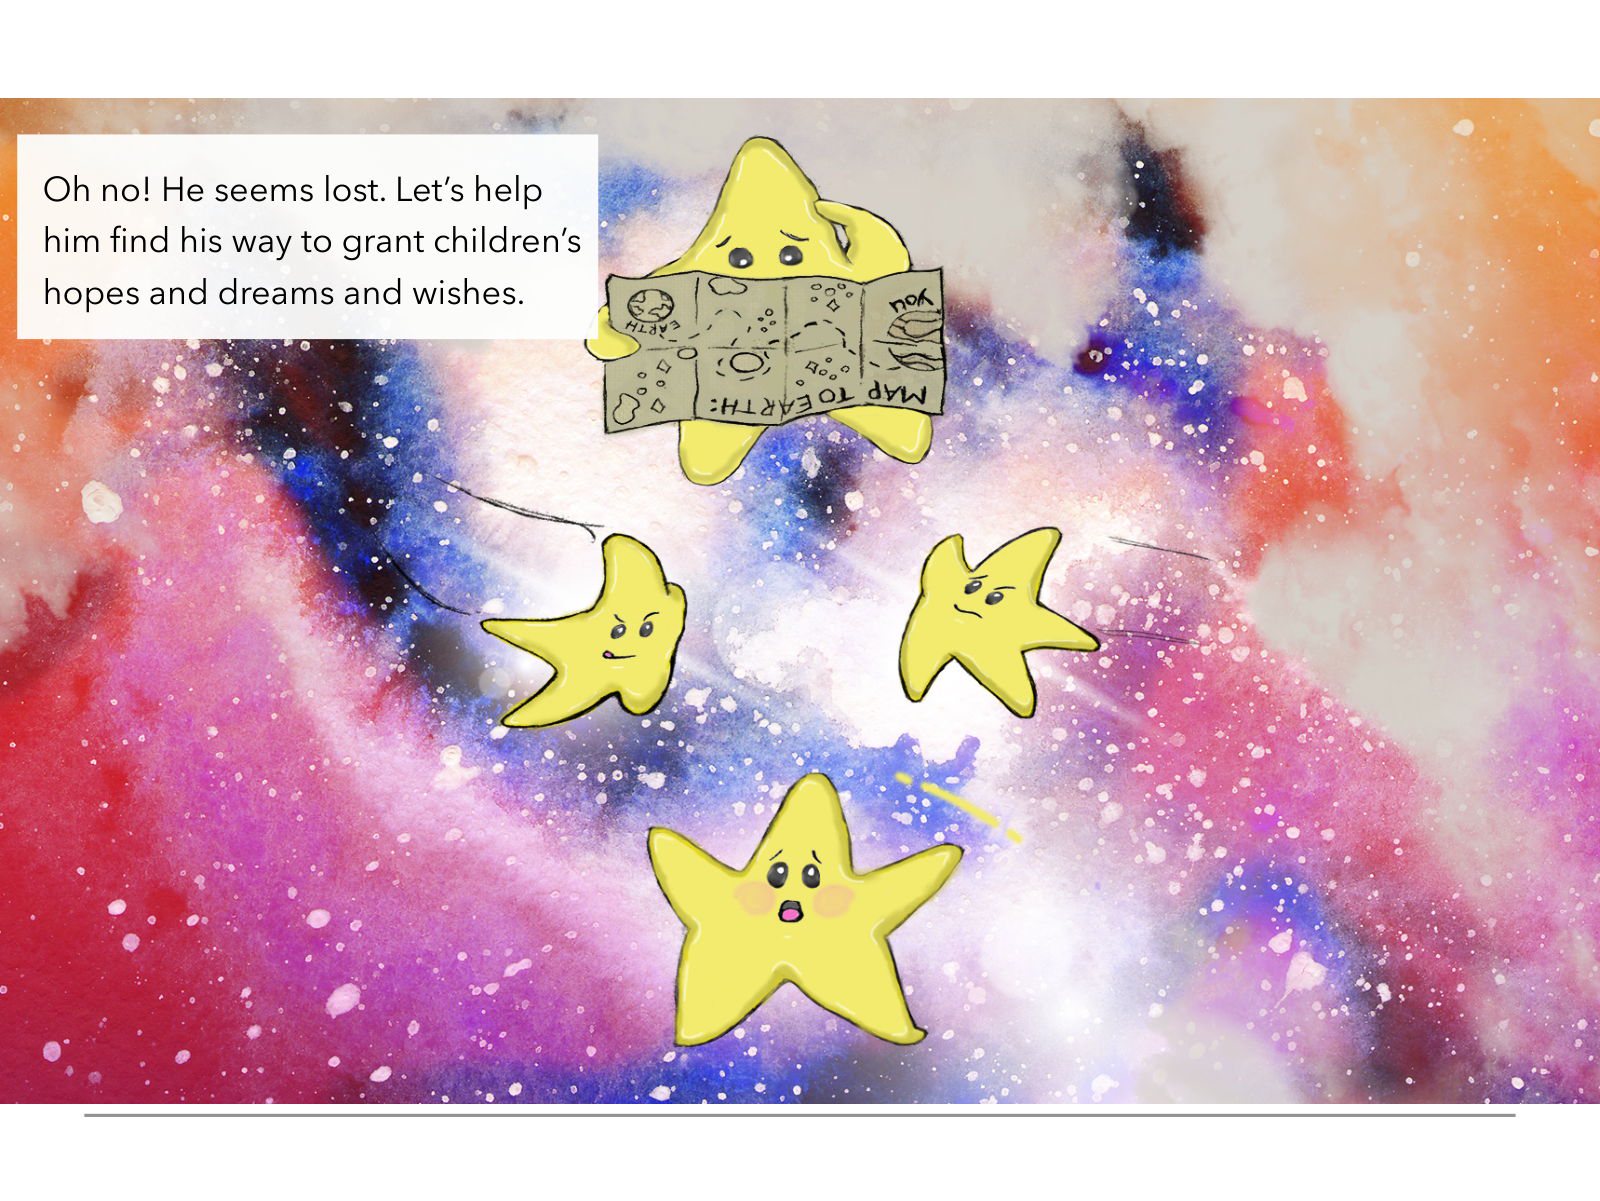 Oh no! He seems lost. Let’s help
him find his way to grant children’s
hopes and dreams and wishes.
YOU
EARTH
MAP TO EARTH: